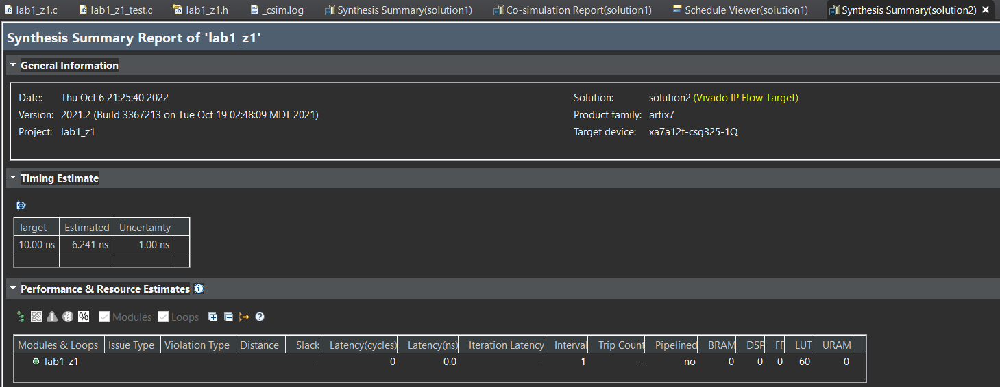 lab1_z1.c lab1_z1_test.c lab1_z1.h _csim.log Synthesis Summary(solution1) Co-simulation Report(solution1) Schedule Viewer(solution1) Synthesis Summary(solution2)
Synthesis Summary Report of 'lab1_z1'
General Information
Date: Thu Oct 6 21:25:40 2022 Solution: solution2 (Vivado IP Flow Target)
Version: 2021.2 (Build 3367213 on Tue Oct 19 02:48:09 MDT 2021) Product family: artix7
Project: lab1_z1 Target device: xa7a12t-csg325-1Q
Timing Estimate
Target Estimated Uncertainty
10.00 ns 6.241 ns 1.00 ns
Performance & Resource Estimates
% Modules Loops
Modules & Loops Issue Type Violation Type Distance Slack Latency(cycles) Latency(ns) Iteration Latency Interval Trip Count Pipelined BRAM DSP FF LUT URAM
lab1_z1 - 0 0.0 - 1 - no 0 0 0 60 0